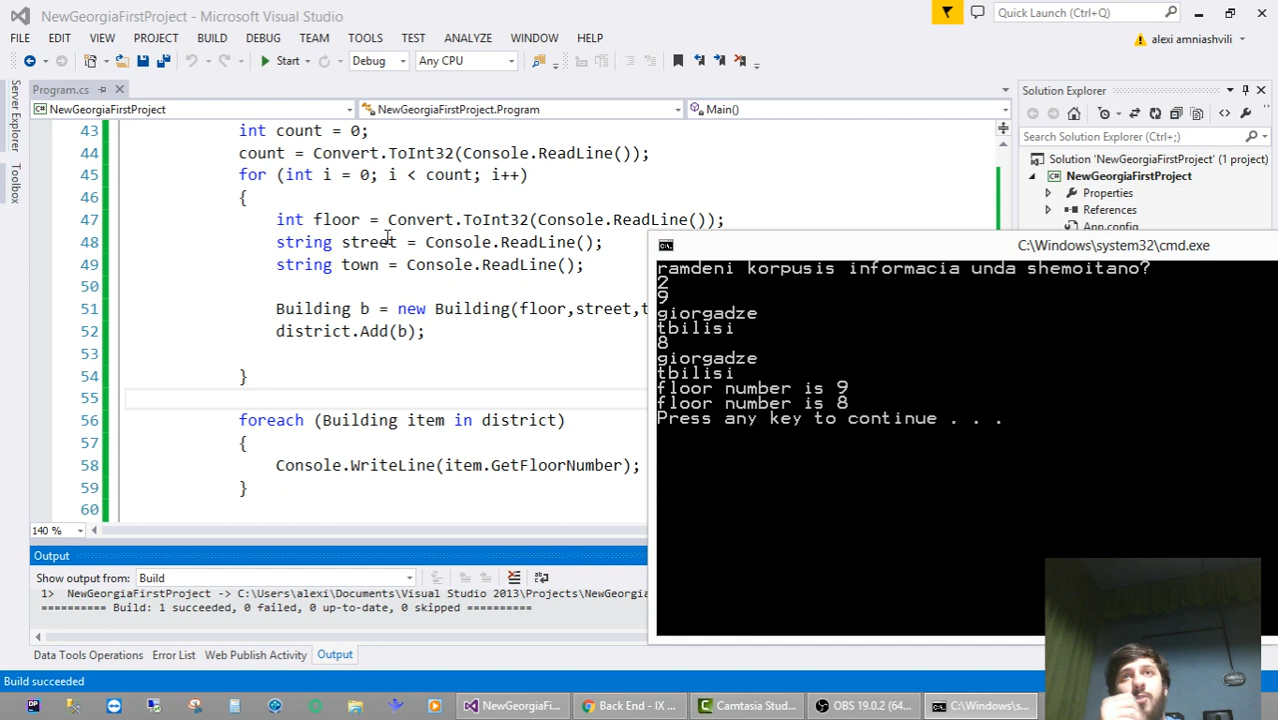 NewGeorgiaFirstProject - Microsoft Visual Studio
Quick Launch (Ctrl+Q)
FILE EDIT VIEW PROJECT BUILD DEBUG TEAM TOOLS TEST ANALYZE WINDOW HELP
alexi amniashvili
Start Debug Any CPU
Server Explorer
Toolbox
Program.cs
NewGeorgiaFirstProject NewGeorgiaFirstProject.Program Main()
43 int count = 0;
44 count = Convert.ToInt32(Console.ReadLine());
45 for (int i = 0; i < count; i++)
46 {
47 int floor = Convert.ToInt32(Console.ReadLine());
48 string street = Console.ReadLine();
49 string town = Console.ReadLine();
50
51 Building b = new Building(floor,street,t
52 district.Add(b);
53
54 }
55
56 foreach (Building item in district)
57 {
58 Console.WriteLine(item.GetFloorNumber);
59 }
60
140 %
Solution Explorer
Search Solution Explorer (Ctrl+;)
Solution 'NewGeorgiaFirstProject' (1 project)
NewGeorgiaFirstProject
Properties
References
App.config
C:\Windows\system32\cmd.exe
ramdeni korpusis informacia unda shemoitano?
2
9
giorgadze
tbilisi
8
giorgadze
tbilisi
floor number is 9
floor number is 8
Press any key to continue . . .
Output
Show output from: Build
1> NewGeorgiaFirstProject -> C:\Users\alexi\Documents\Visual Studio 2013\Projects\NewGeorgia
========== Build: 1 succeeded, 0 failed, 0 up-to-date, 0 skipped ==========
Data Tools Operations Error List Web Publish Activity Output
Build succeeded
NewGeorgiaFi... Back End - IX ... Camtasia Stud... OBS 19.0.2 (64... C:\Windows\s...